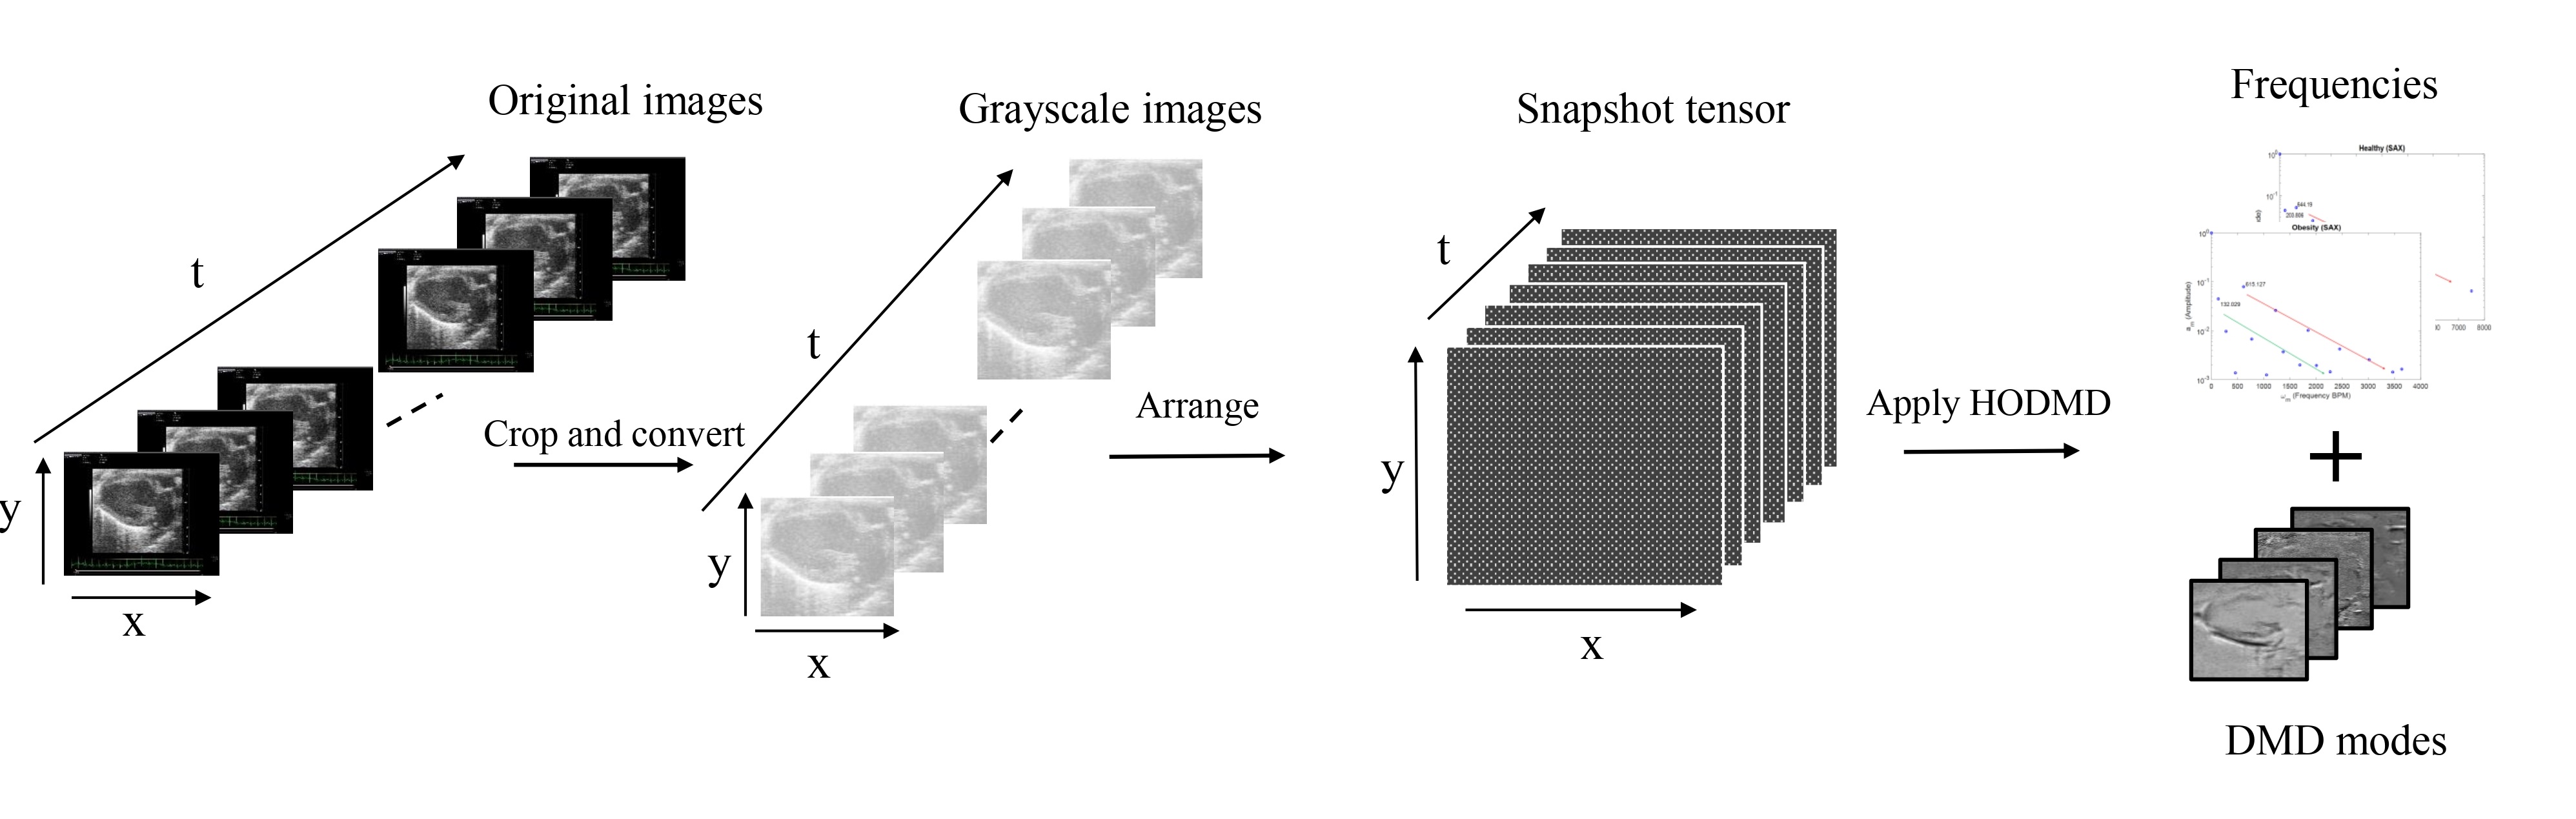 Original images
t
y
x
Crop and convert
Grayscale images
t
y
x
Arrange
Snapshot tensor
t
y
x
Apply HODMD
Frequencies
Healthy (SAX)
10^0
10^-1
644.19
203.806
7000 8000
Obesity (SAX)
10^0
10^-1
10^-2
10^-3
a_m (Amplitude)
615.127
132.029
0 500 1000 1500 2000 2500 3000 3500 4000
ω_m (Frequency BPM)
+
DMD modes